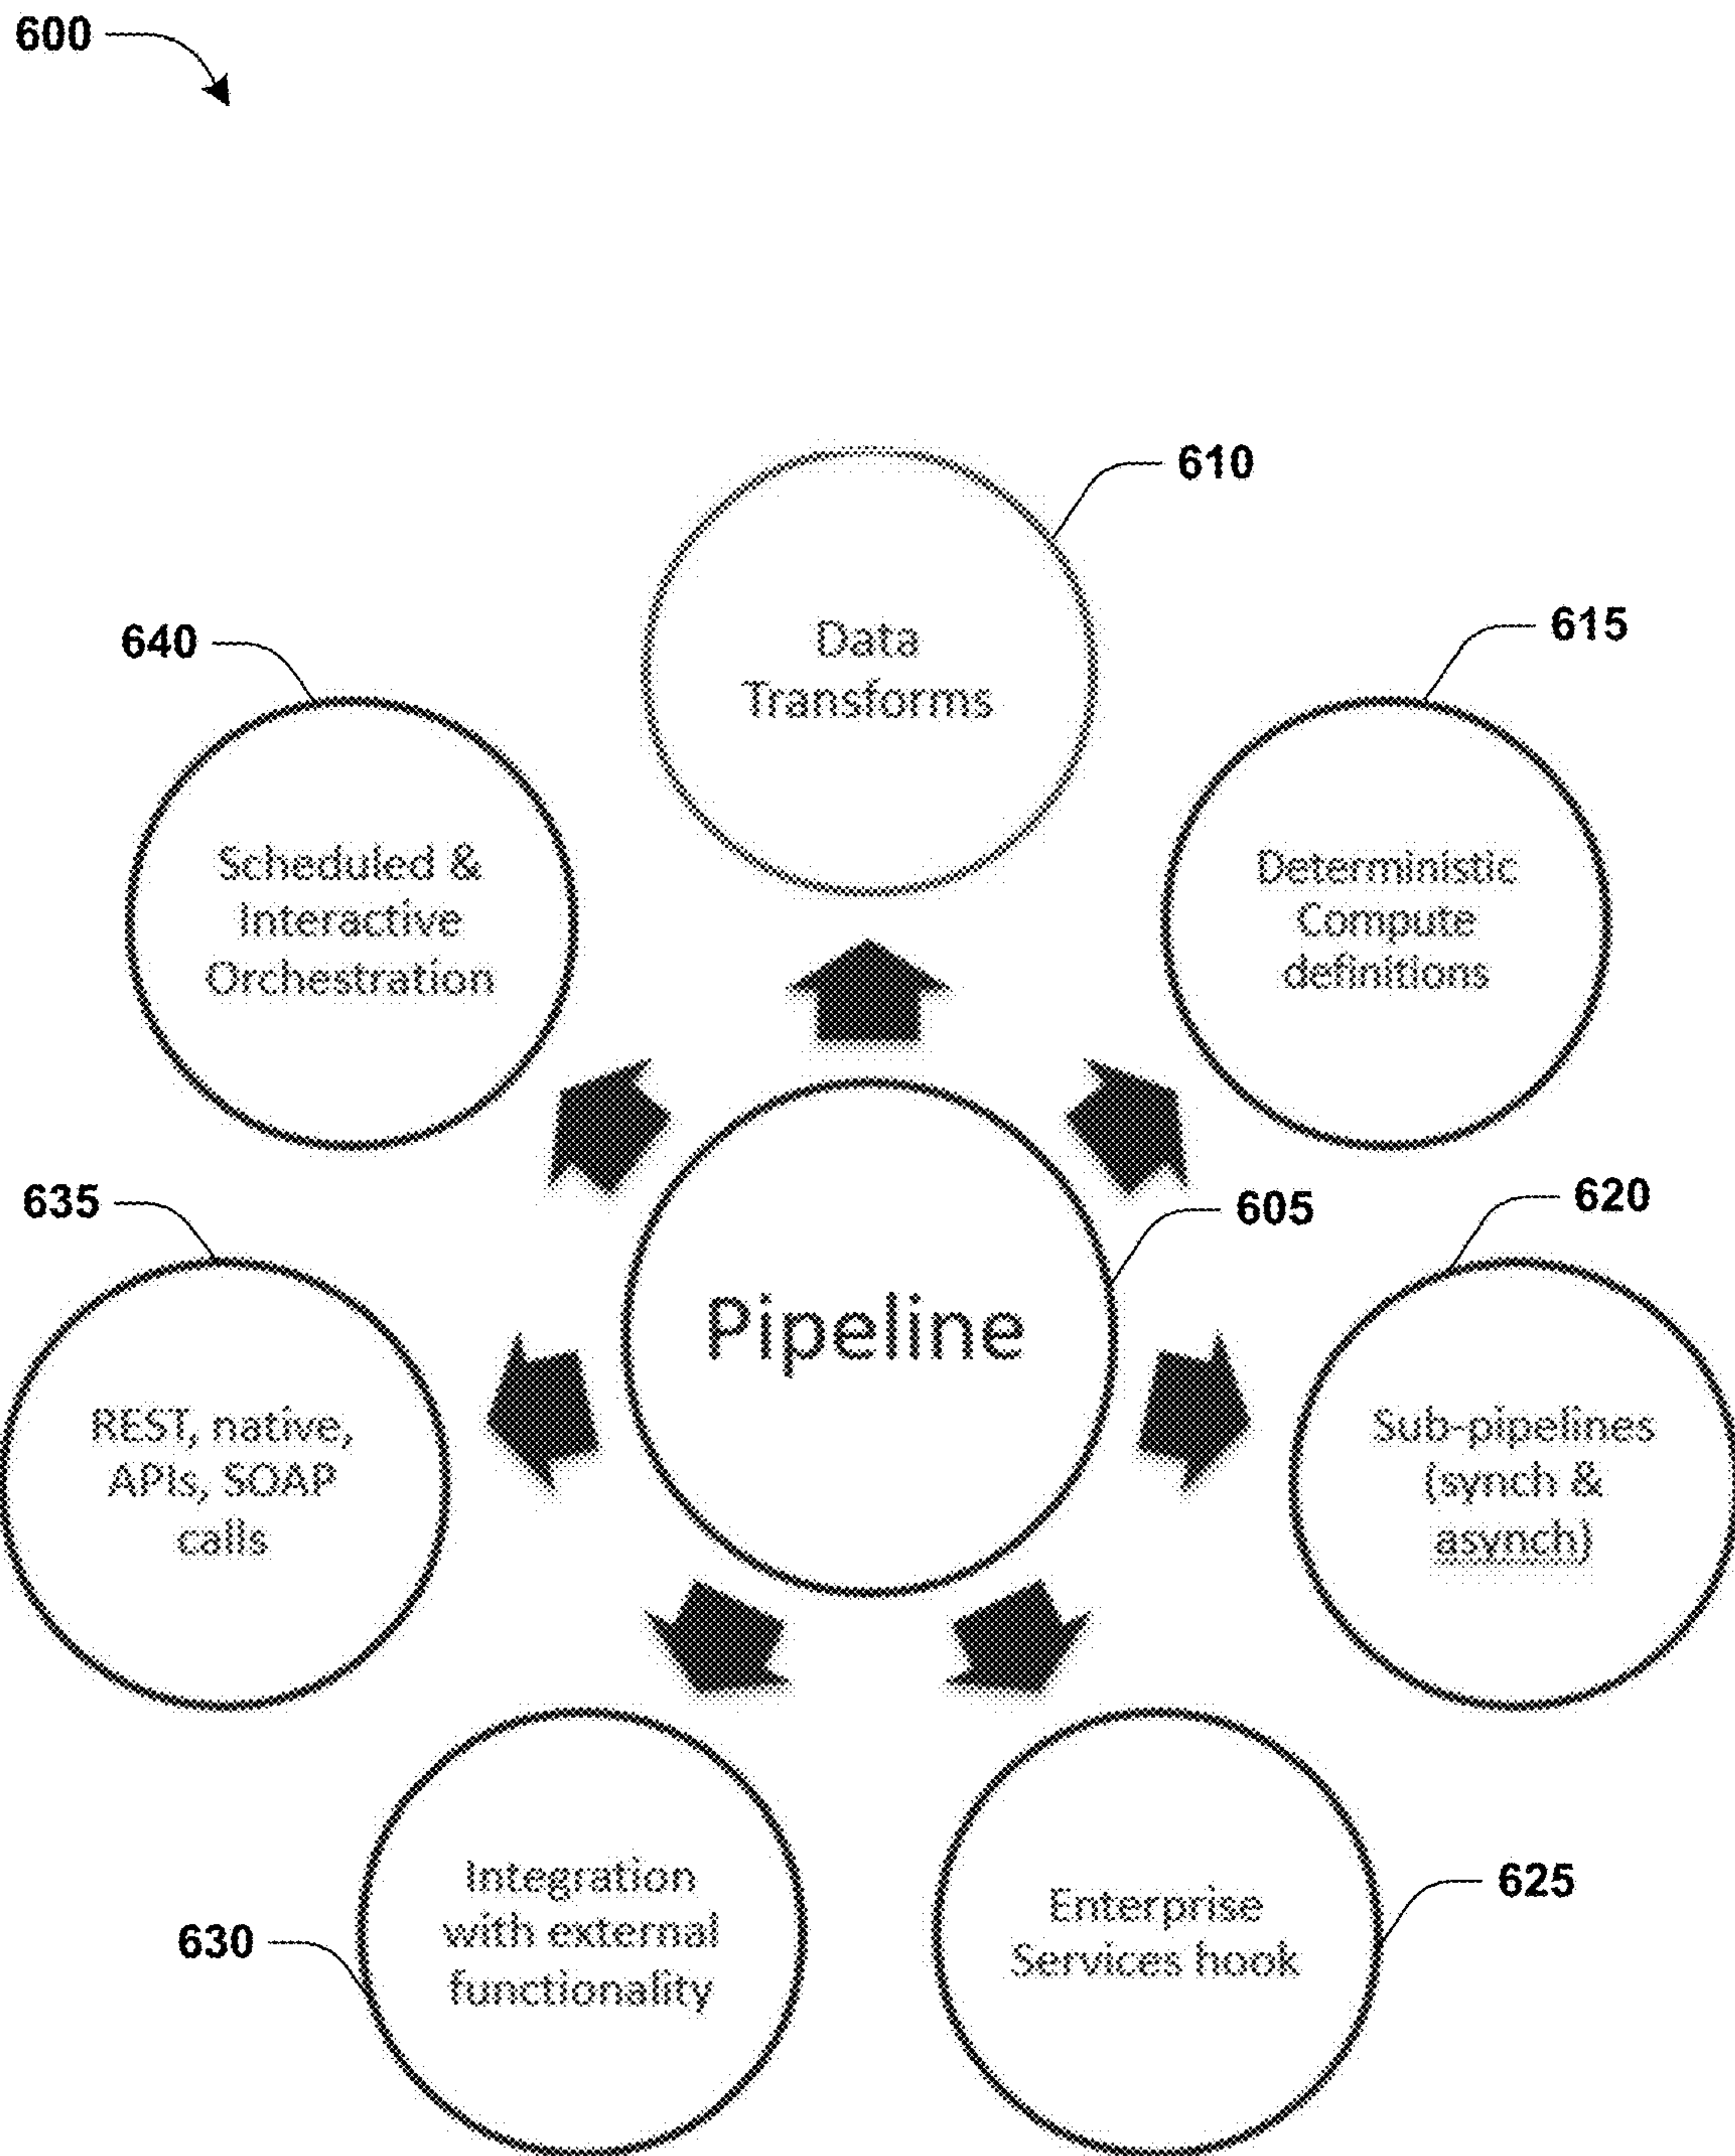 600
610
Data
Transforms
615
Deterministic
Compute
definitions
640
Scheduled &
Interactive
Orchestration
605
Pipeline
620
Sub-pipelines
(synch &
asynch)
635
REST, native,
APIs, SOAP
calls
630
Integration
with external
functionality
625
Enterprise
Services hook